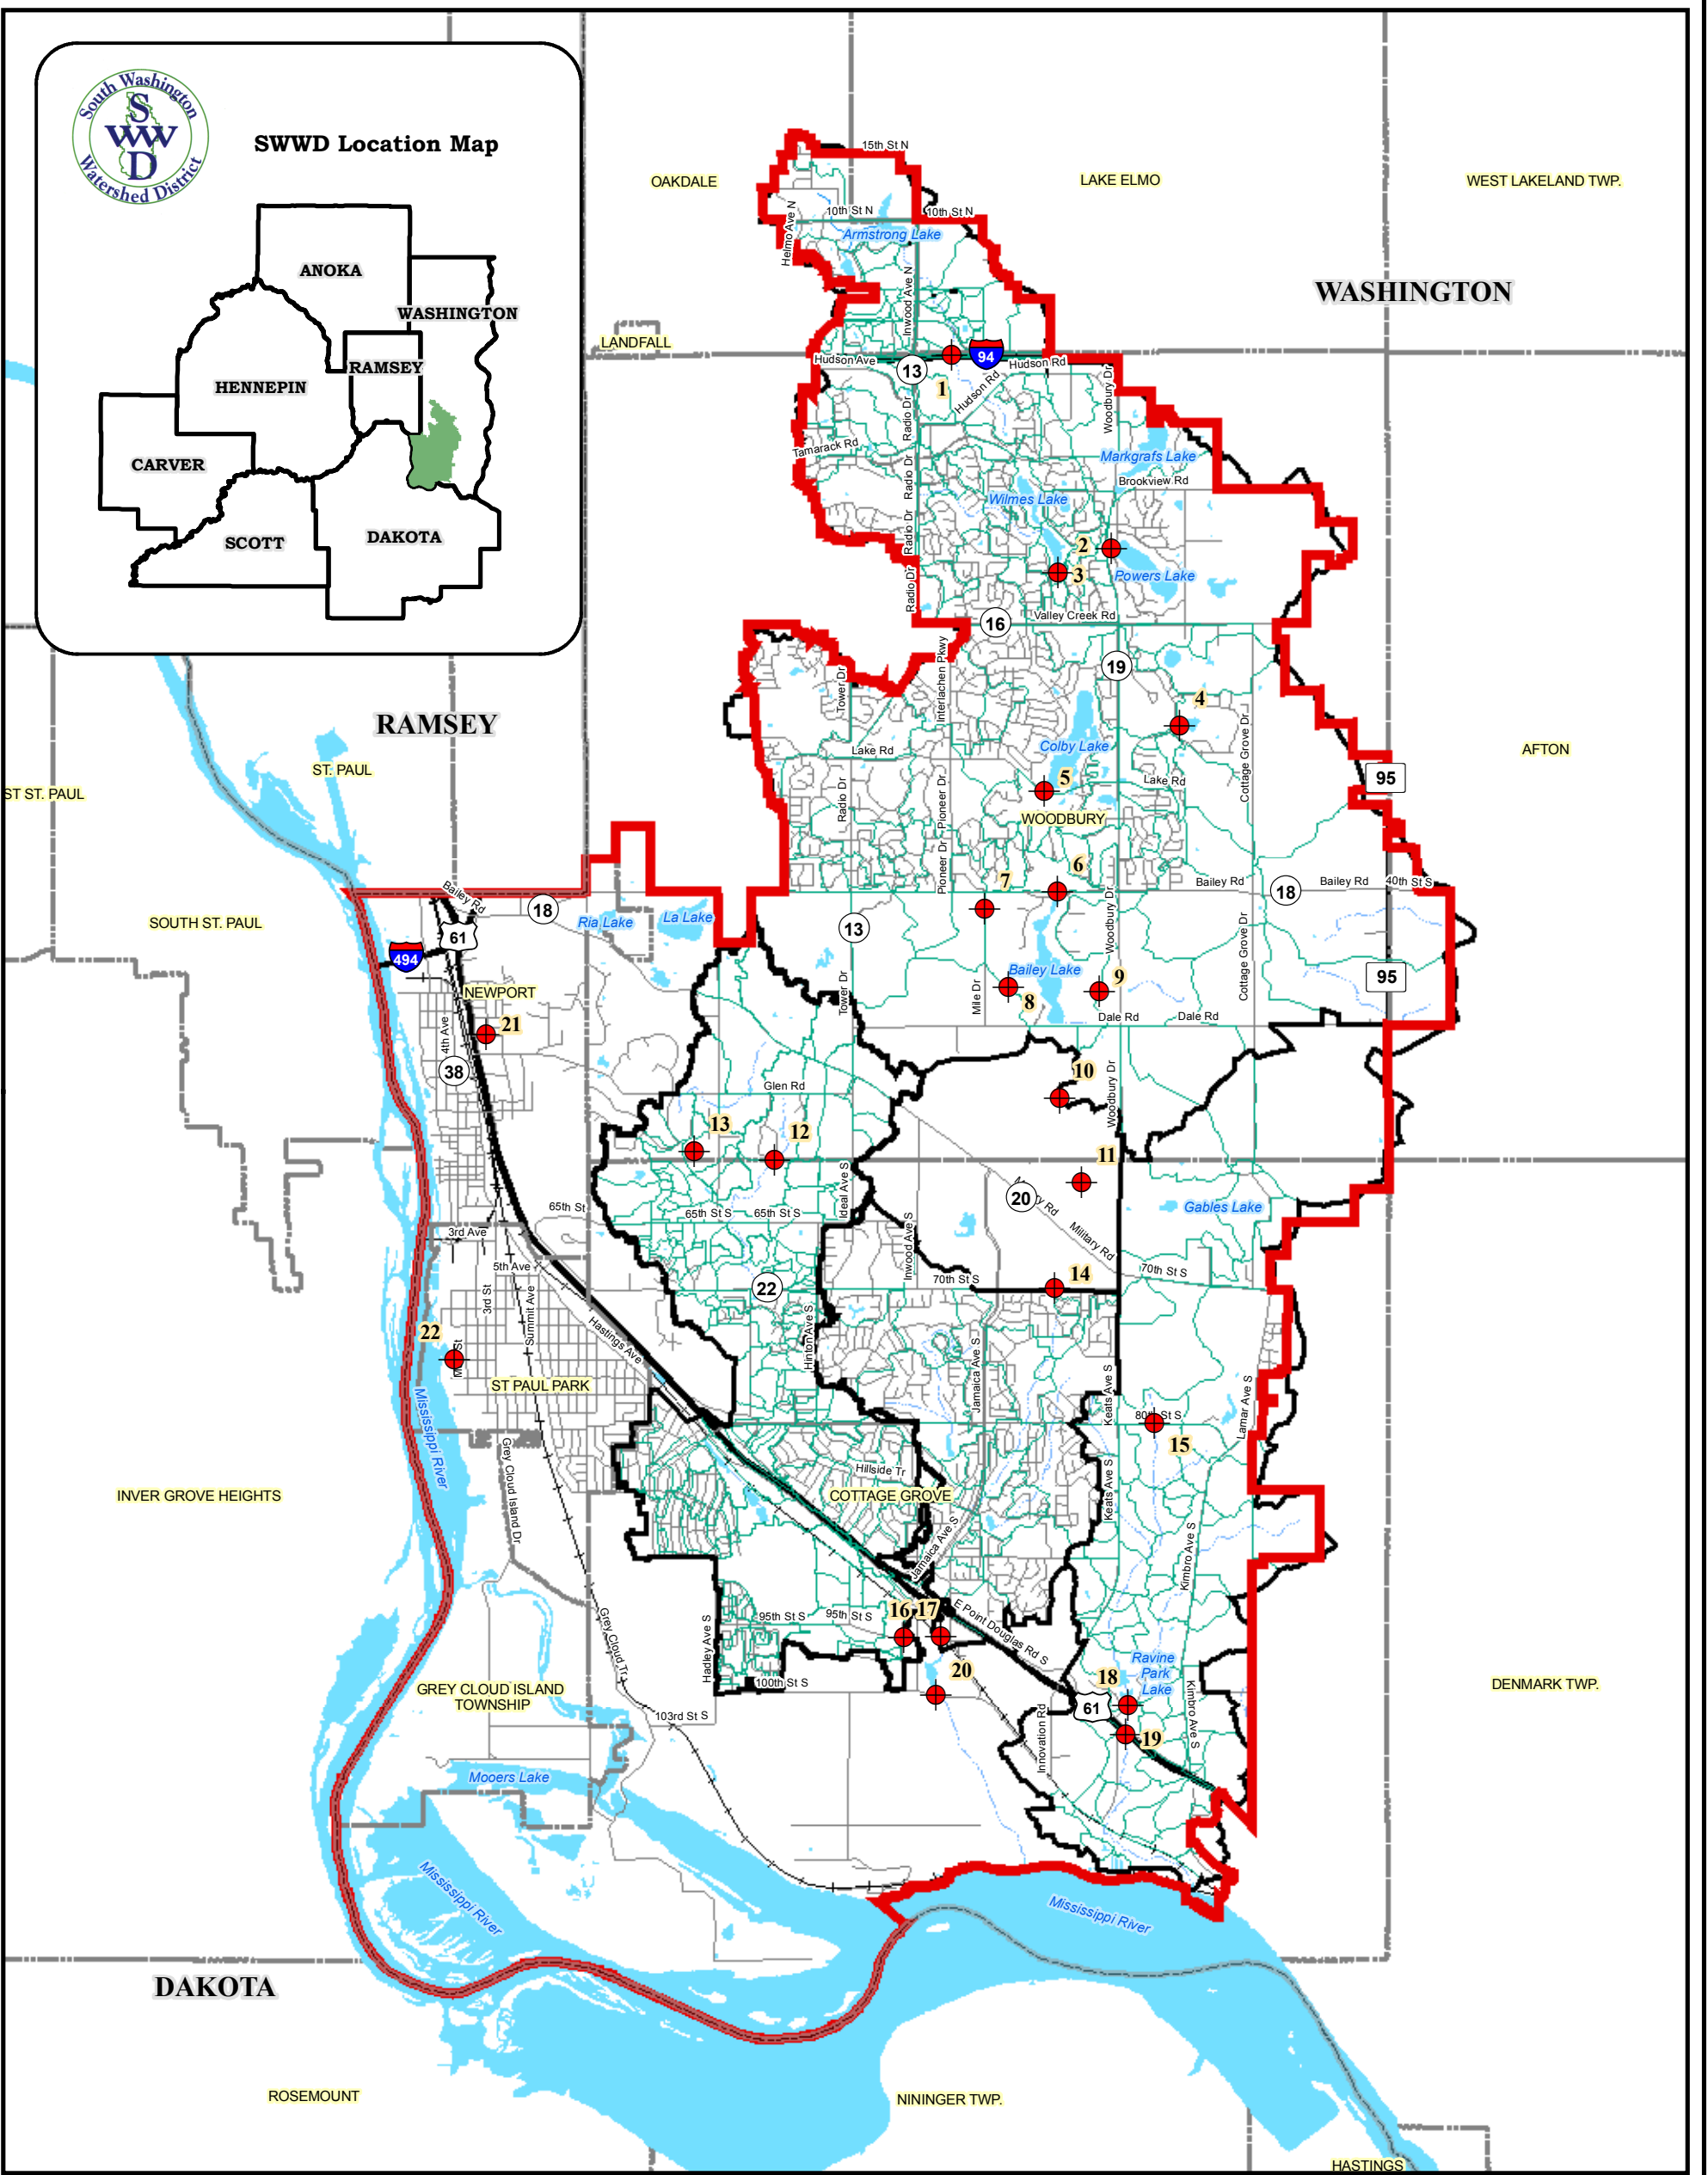 South Washington
S
WW
D
Watershed District
SWWD Location Map
ANOKA
WASHINGTON
RAMSEY
HENNEPIN
CARVER
SCOTT
DAKOTA
15th St N
OAKDALE
LAKE ELMO
WEST LAKELAND TWP.
10th St N
10th St N
Helmo Ave N
Armstrong Lake
Inwood Ave N
WASHINGTON
LANDFALL
Hudson Ave
94
Hudson Rd
13
1
Hudson Rd
Woodbury Dr
Radio Dr
Tamarack Rd
Markgrafs Lake
Radio Dr
Brookview Rd
Wilmes Lake
Radio Dr
2
3
Powers Lake
Radio Dr
Valley Creek Rd
16
19
Interlachen Pkwy
Tower Dr
4
RAMSEY
Colby Lake
Cottage Grove Dr
Lake Rd
AFTON
ST. PAUL
5
Lake Rd
95
ST ST. PAUL
Radio Dr
Pioneer Dr
WOODBURY
Pioneer Dr
6
7
Bailey Rd
Bailey Rd
18
Bailey Rd
40th St S
18
Ria Lake
La Lake
SOUTH ST. PAUL
13
Woodbury Dr
Cottage Grove Dr
61
494
Bailey Lake
9
95
NEWPORT
Tower Dr
Mile Dr
8
21
Dale Rd
Dale Rd
4th Ave
38
10
Glen Rd
Woodbury Dr
13
12
11
Ideal Ave S
20
Military Rd
Gables Lake
65th St
65th St S
65th St S
3rd Ave
Inwood Ave S
5th Ave
70th St S
14
70th St S
22
3rd St
Summit Ave
Hastings Ave
Hinton Ave S
22
ST PAUL PARK
Jamaica Ave S
Keats Ave S
Lamar Ave S
80th St S
15
Mississippi River
Grey Cloud Island Dr
Hillside Tr
COTTAGE GROVE
INVER GROVE HEIGHTS
Keats Ave S
Jamaica Ave S
Kimbro Ave S
16
17
95th St S
95th St S
E Point Douglas Rd S
Grey Cloud Tr
Hadley Ave S
Ravine
Park
Lake
20
18
GREY CLOUD ISLAND
TOWNSHIP
100th St S
DENMARK TWP.
103rd St S
61
19
Innovation Rd
Kimbro Ave S
Mooers Lake
Mississippi River
Mississippi River
DAKOTA
ROSEMOUNT
NININGER TWP.
HASTINGS